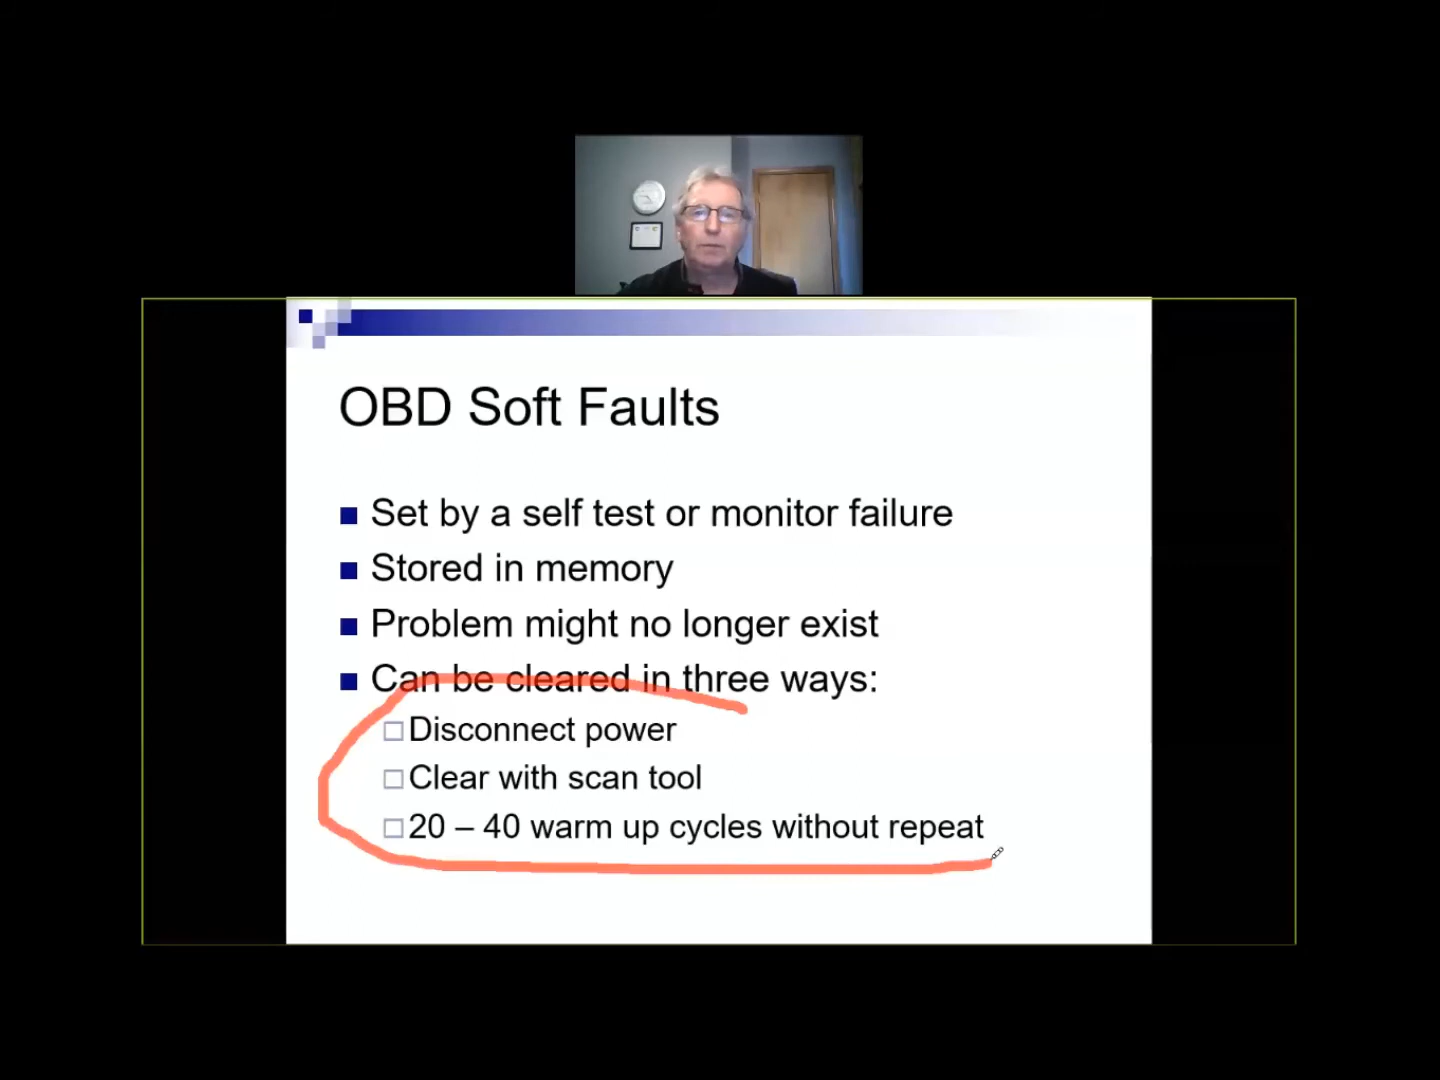 OBD Soft Faults
Set by a self test or monitor failure
Stored in memory
Problem might no longer exist
Can be cleared in three ways:
Disconnect power
Clear with scan tool
20 – 40 warm up cycles without repeat